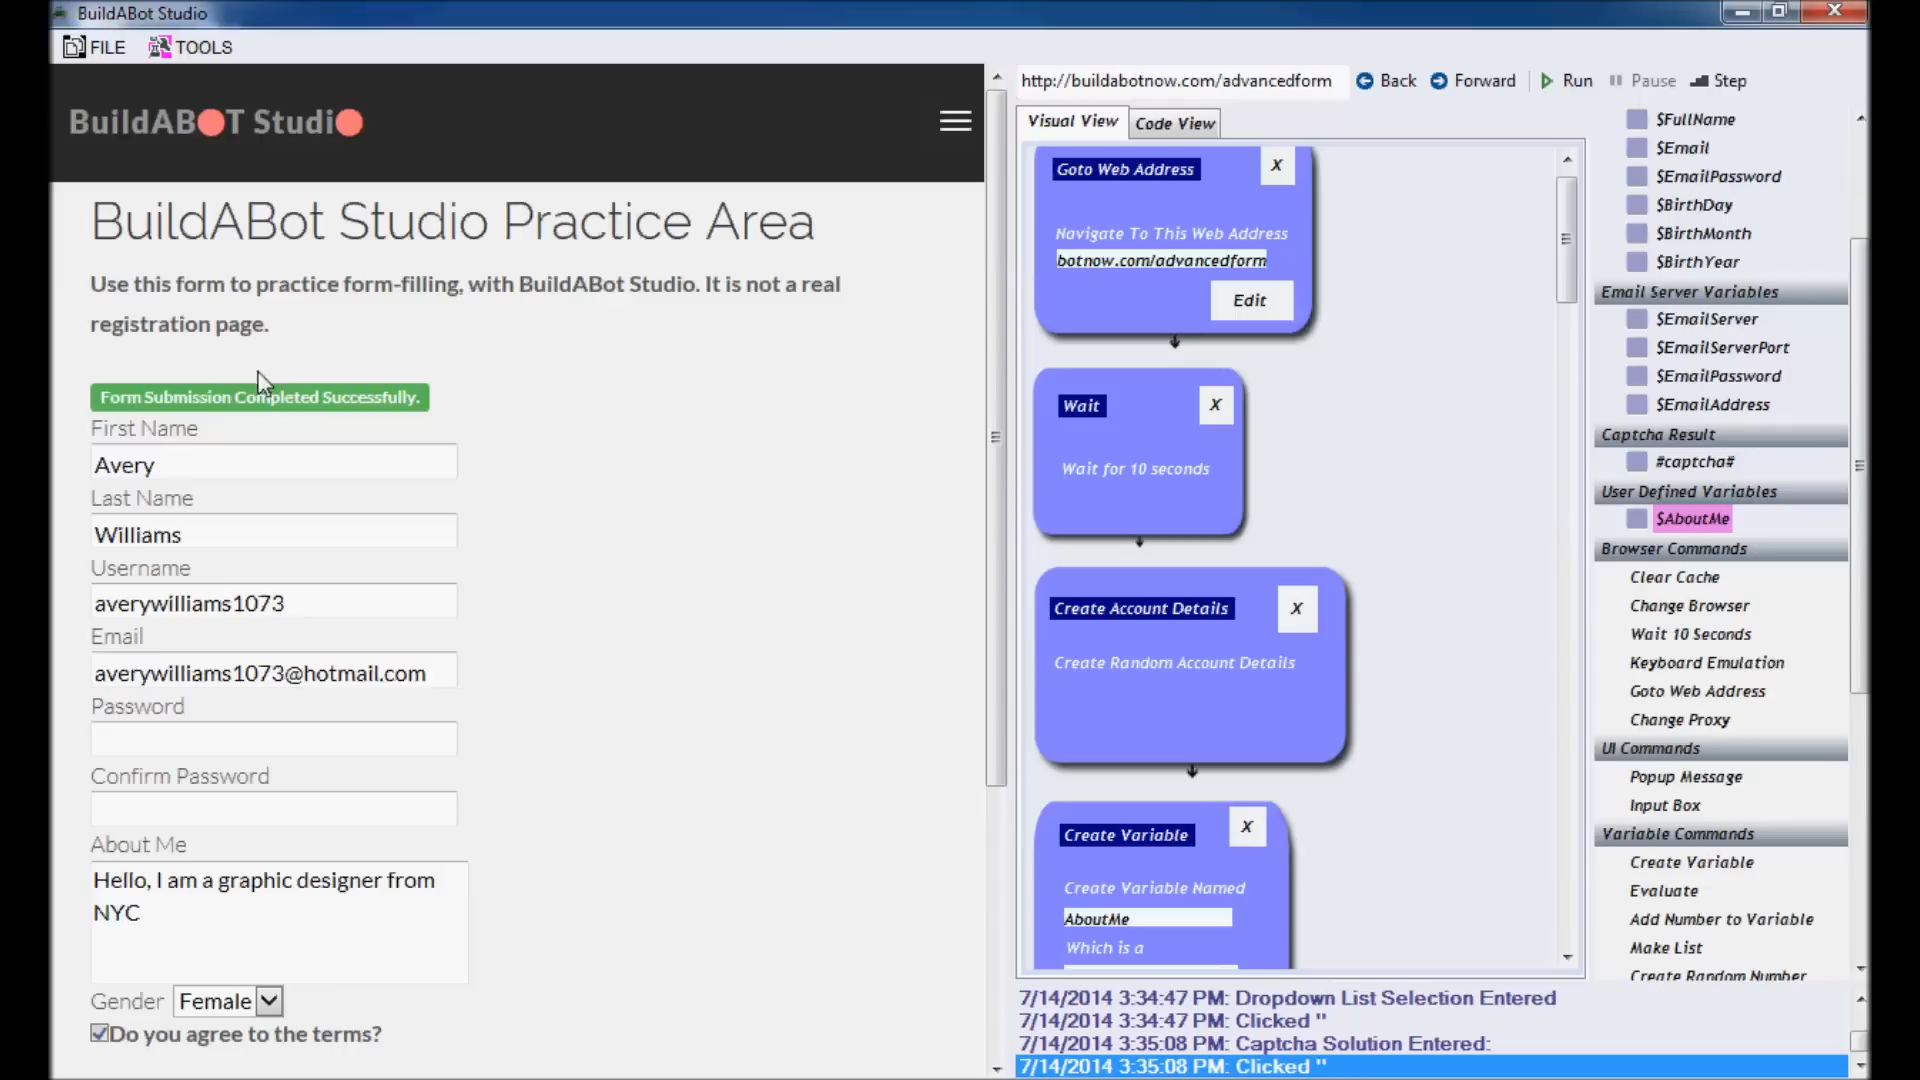 BuildABot Studio
FILE
TOOLS
BuildABOT Studio
BuildABot Studio Practice Area
Use this form to practice form-filling, with BuildABot Studio. It is not a real
registration page.
Form Submission Completed Successfully.
First Name
Avery
Last Name
Williams
Username
averywilliams1073
Email
averywilliams1073@hotmail.com
Password
Confirm Password
About Me
Hello, I am a graphic designer from
NYC
Gender Female
Do you agree to the terms?
http://buildabotnow.com/advancedform Back Forward Run Pause Step
Visual View Code View
Goto Web Address X
Navigate To This Web Address
botnow.com/advancedform
Edit
Wait X
Wait for 10 seconds
Create Account Details X
Create Random Account Details
Create Variable X
Create Variable Named
AboutMe
Which is a
$FullName
$Email
$EmailPassword
$BirthDay
$BirthMonth
$BirthYear
Email Server Variables
$EmailServer
$EmailServerPort
$EmailPassword
$EmailAddress
Captcha Result
#captcha#
User Defined Variables
$AboutMe
Browser Commands
Clear Cache
Change Browser
Wait 10 Seconds
Keyboard Emulation
Goto Web Address
Change Proxy
UI Commands
Popup Message
Input Box
Variable Commands
Create Variable
Evaluate
Add Number to Variable
Make List
Create Random Number
7/14/2014 3:34:47 PM: Dropdown List Selection Entered
7/14/2014 3:34:47 PM: Clicked ''
7/14/2014 3:35:08 PM: Captcha Solution Entered:
7/14/2014 3:35:08 PM: Clicked ''